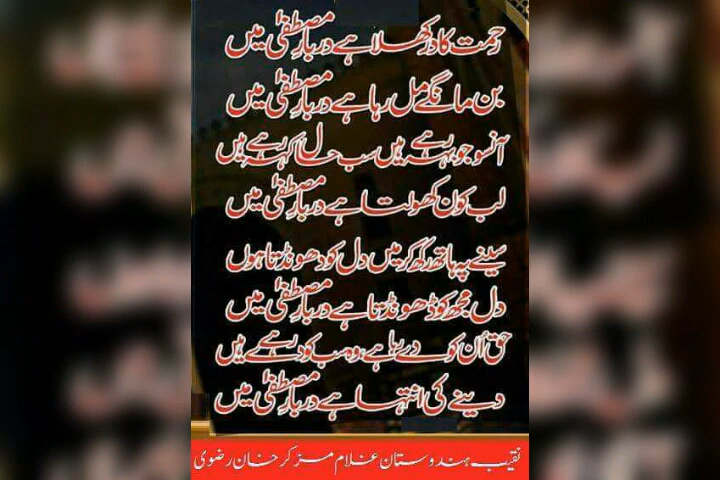 رحمت کا در کھلا ہے دربارِ مصطفیٰ میں
بن مانگے مل رہا ہے دربارِ مصطفیٰ میں
آنسو جو بہہ رہے ہیں سب حال کہہ رہے ہیں
لب کون کھولتا ہے دربارِ مصطفیٰ میں
سینے پہ ہاتھ رکھ کر میں دل کو ڈھونڈتا ہوں
دل مجھ کو ڈھونڈتا ہے دربارِ مصطفیٰ میں
حق اُن کو دے رہا ہے، وہ سب کو دے رہے ہیں
دینے کی انتہا ہے دربارِ مصطفیٰ میں
نقیب ہندوستان غلام مزکر خان رضوی